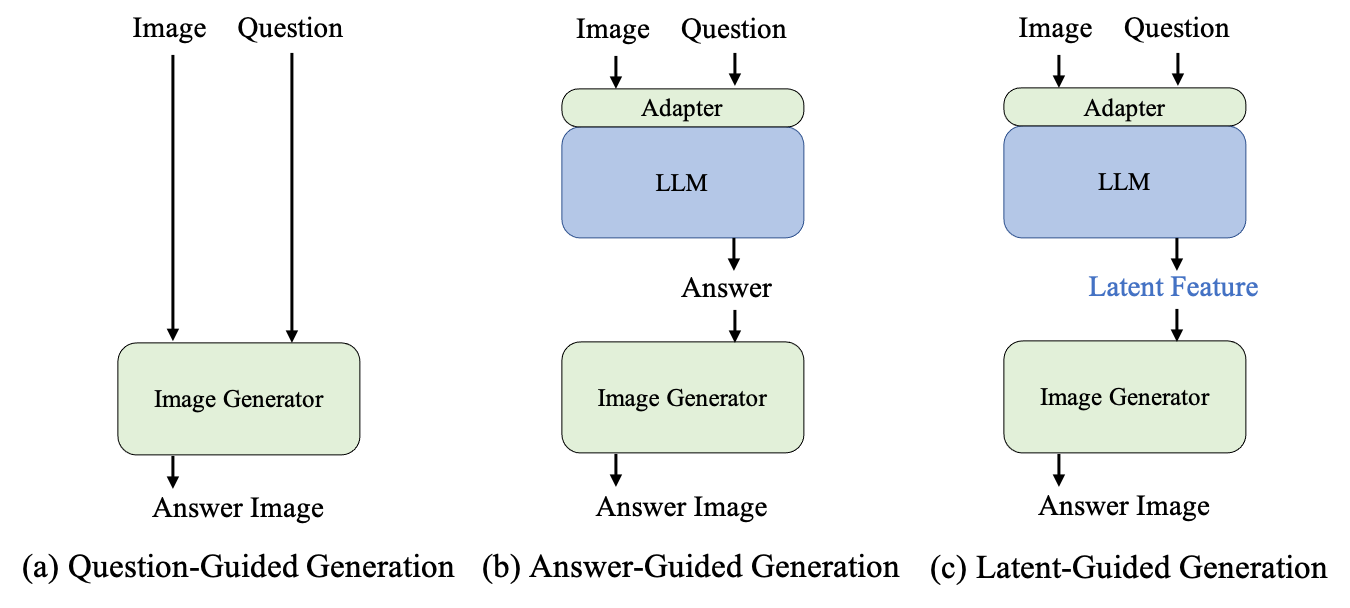 Image Question
Image Generator
Answer Image
(a) Question-Guided Generation
Image Question
Adapter
LLM
Answer
Image Generator
Answer Image
(b) Answer-Guided Generation
Image Question
Adapter
LLM
Latent Feature
Image Generator
Answer Image
(c) Latent-Guided Generation